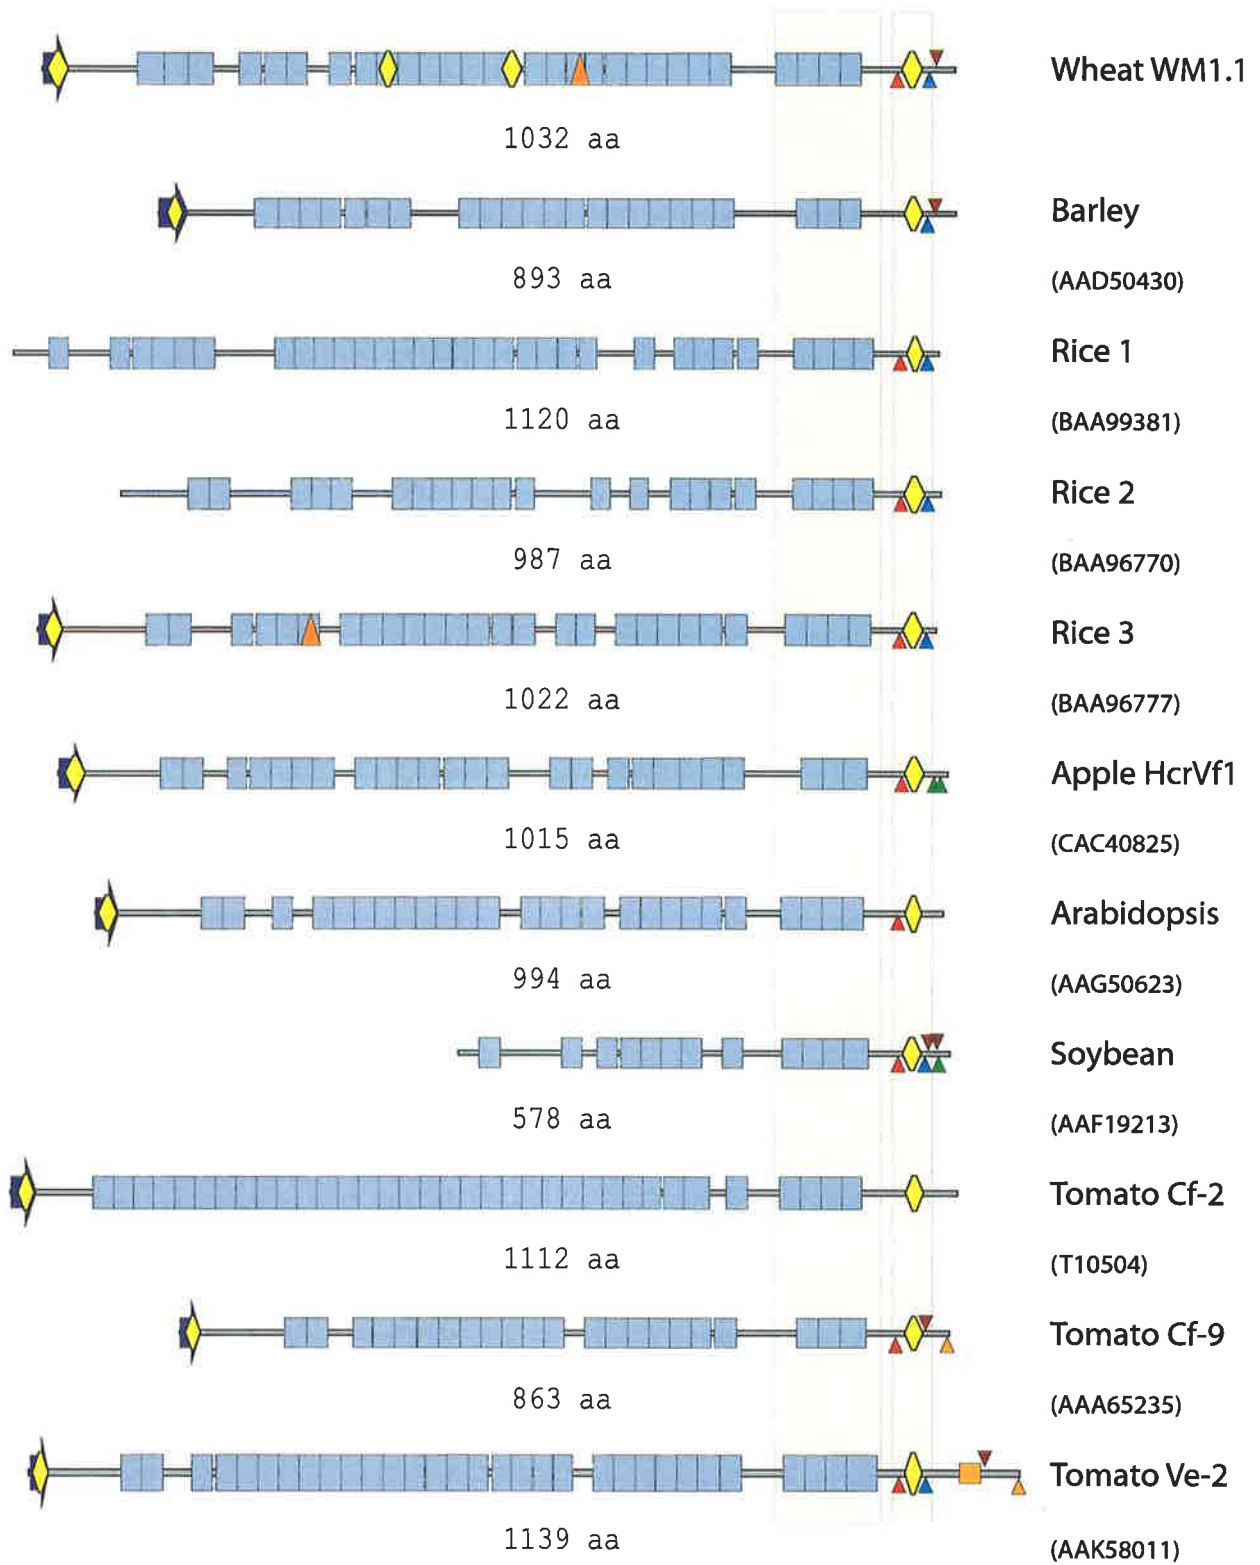 Wheat WM1.1
1032 aa
Barley
893 aa
(AAD50430)
Rice 1
1120 aa
(BAA99381)
Rice 2
987 aa
(BAA96770)
Rice 3
1022 aa
(BAA96777)
Apple HcrVf1
1015 aa
(CAC40825)
Arabidopsis
994 aa
(AAG50623)
Soybean
578 aa
(AAF19213)
Tomato Cf-2
1112 aa
(T10504)
Tomato Cf-9
863 aa
(AAA65235)
Tomato Ve-2
1139 aa
(AAK58011)